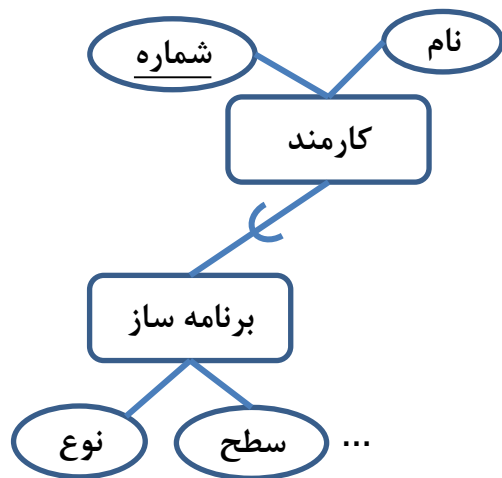 نام
شماره
کارمند
برنامه ساز
نوع
سطح
...